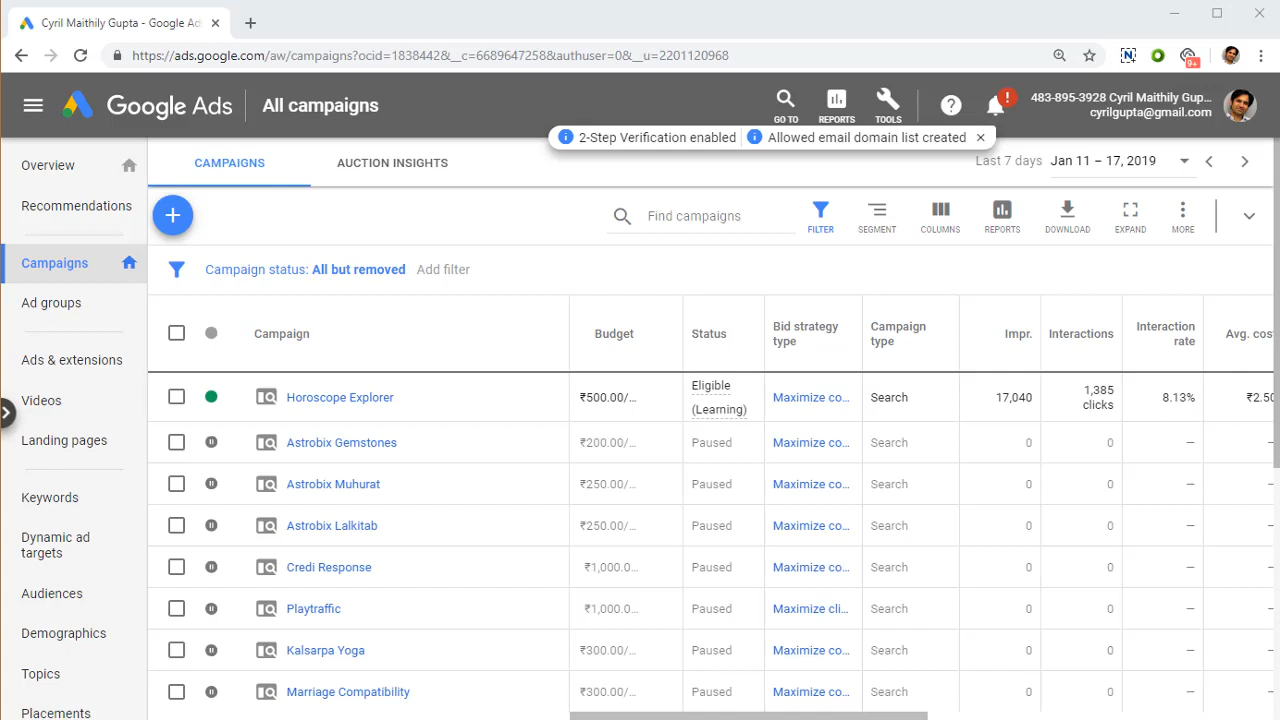 Cyril Maithily Gupta - Google Ads
https://ads.google.com/aw/campaigns?ocid=1838442&__c=6689647258&authuser=0&__u=2201120968
9+
Google Ads
All campaigns
GO TO
REPORTS
TOOLS
483-895-3928 Cyril Maithily Gup...
cyrilgupta@gmail.com
2-Step Verification enabled
Allowed email domain list created
Overview
Recommendations
Campaigns
Ad groups
Ads & extensions
Videos
Landing pages
Keywords
Dynamic ad
targets
Audiences
Demographics
Topics
Placements
CAMPAIGNS
AUCTION INSIGHTS
Last 7 days
Jan 11 – 17, 2019
Find campaigns
FILTER
SEGMENT
COLUMNS
REPORTS
DOWNLOAD
EXPAND
MORE
Campaign status: All but removed
Add filter
Campaign Budget Status Bid strategy type Campaign type Impr. Interactions Interaction rate Avg. cos
Horoscope Explorer ₹500.00/... Eligible (Learning) Maximize co... Search 17,040 1,385 clicks 8.13% ₹2.50
Astrobix Gemstones ₹200.00/... Paused Maximize co... Search 0 0 —
Astrobix Muhurat ₹250.00/... Paused Maximize co... Search 0 0 —
Astrobix Lalkitab ₹250.00/... Paused Maximize co... Search 0 0 —
Credi Response ₹1,000.0... Paused Maximize co... Search 0 0 —
Playtraffic ₹1,000.0... Paused Maximize cli... Search 0 0 —
Kalsarpa Yoga ₹300.00/... Paused Maximize co... Search 0 0 —
Marriage Compatibility ₹300.00/... Paused Maximize co... Search 0 0 —